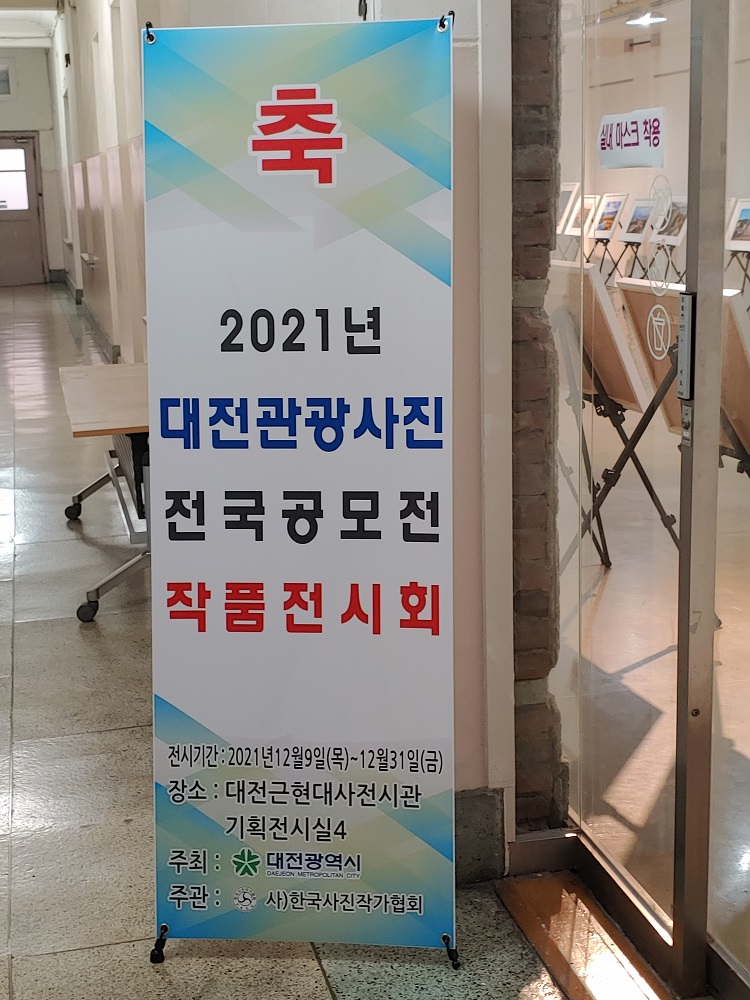 축
2021년
대전관광사진
전국공모전
작품전시회
전시기간 : 2021년12월9일(목)~12월31일(금)
장소 : 대전근현대사전시관
기획전시실4
주최 : 대전광역시
DAEJEON METROPOLITAN CITY
주관 : 사)한국사진작가협회
실내 마스크 착용